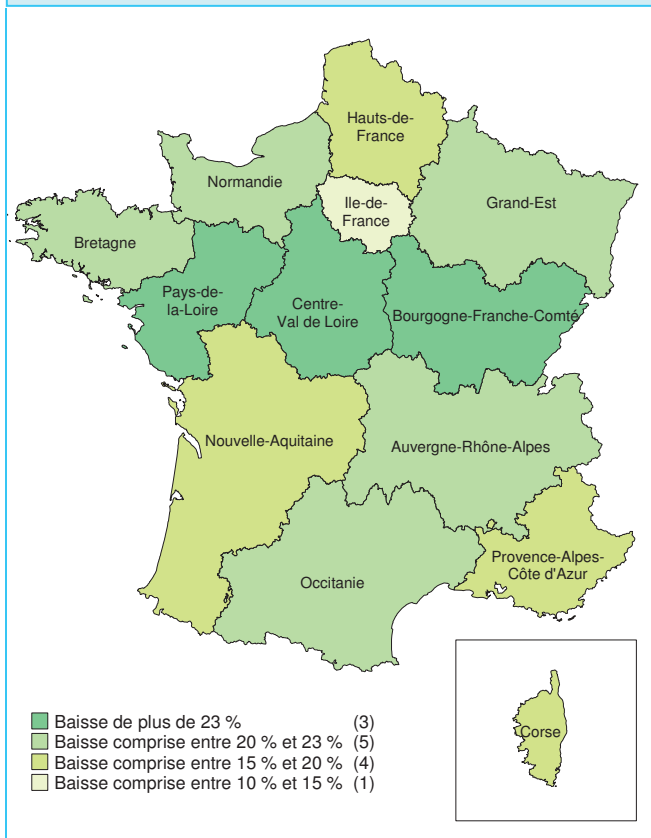 Hauts-de-
France
Normandie
Ile-de-
France
Grand-Est
Bretagne
Pays-de-
la-Loire
Centre-
Val de Loire
Bourgogne-Franche-Comté
Nouvelle-Aquitaine
Auvergne-Rhône-Alpes
Provence-Alpes-
Côte d'Azur
Occitanie
Corse
Baisse de plus de 23 % (3)
Baisse comprise entre 20 % et 23 % (5)
Baisse comprise entre 15 % et 20 % (4)
Baisse comprise entre 10 % et 15 % (1)